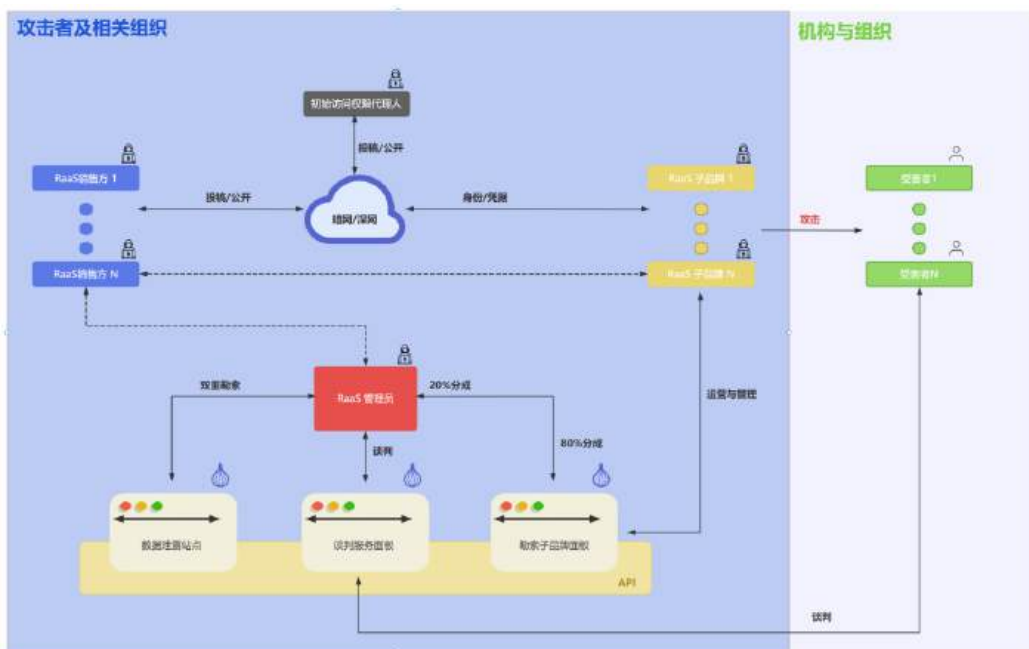 攻击者及相关组织
机构与组织
初始访问权限代理人
投稿/公开
RaaS销售方 1
RaaS 子品牌 1
受害者1
投稿/公开
身份/凭据
暗网/深网
攻击
RaaS销售方 N
RaaS 子品牌 N
受害者N
双重勒索
RaaS 管理员
20%分成
运营与管理
谈判
80%分成
数据泄露站点
谈判服务面板
勒索子品牌面板
API
谈判